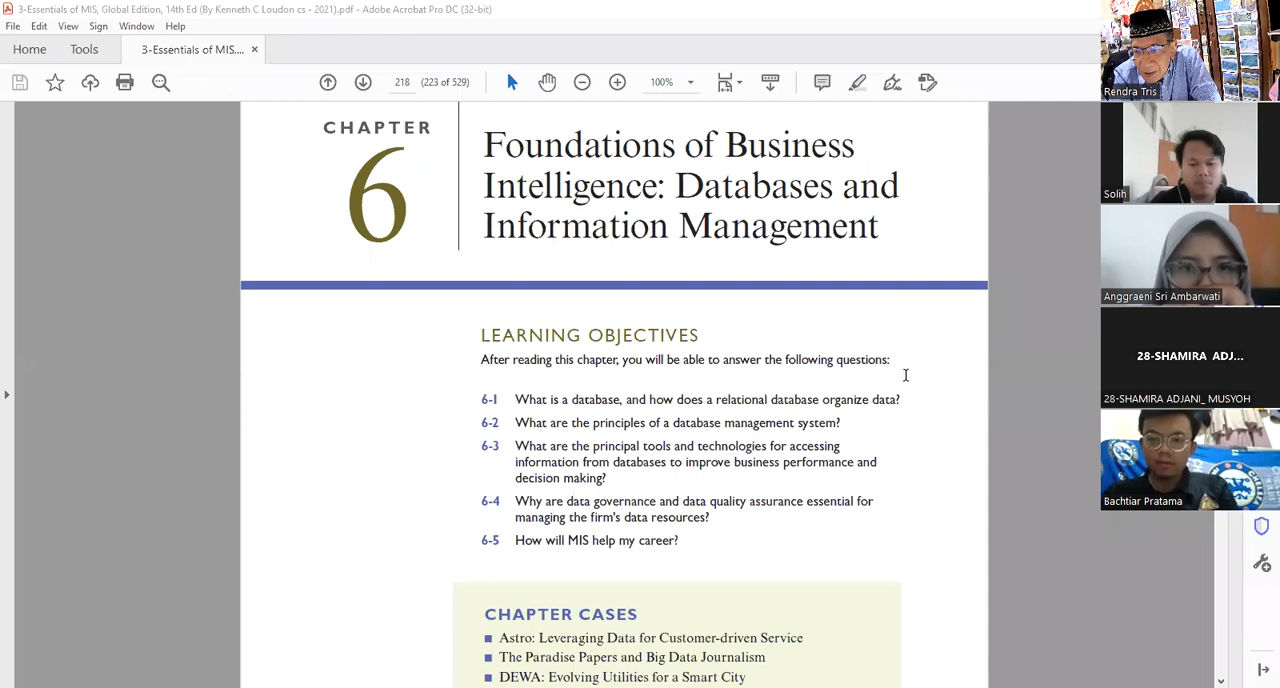 3-Essentials of MIS, Global Edition, 14th Ed (By Kenneth C Loudon cs - 2021).pdf - Adobe Acrobat Pro DC (32-bit)
File Edit View Sign Window Help
Home Tools 3-Essentials of MIS,... ×
218 (223 of 529) 100%
CHAPTER
6
Foundations of Business
Intelligence: Databases and
Information Management
LEARNING OBJECTIVES
After reading this chapter, you will be able to answer the following questions:
6-1 What is a database, and how does a relational database organize data?
6-2 What are the principles of a database management system?
6-3 What are the principal tools and technologies for accessing
information from databases to improve business performance and
decision making?
6-4 Why are data governance and data quality assurance essential for
managing the firm's data resources?
6-5 How will MIS help my career?
CHAPTER CASES
■ Astro: Leveraging Data for Customer-driven Service
■ The Paradise Papers and Big Data Journalism
■ DEWA: Evolving Utilities for a Smart City
Rendra Tris
Solih
Anggraeni Sri Ambarwati
28-SHAMIRA ADJ...
28-SHAMIRA ADJANI_ MUSYOH
Bachtiar Pratama